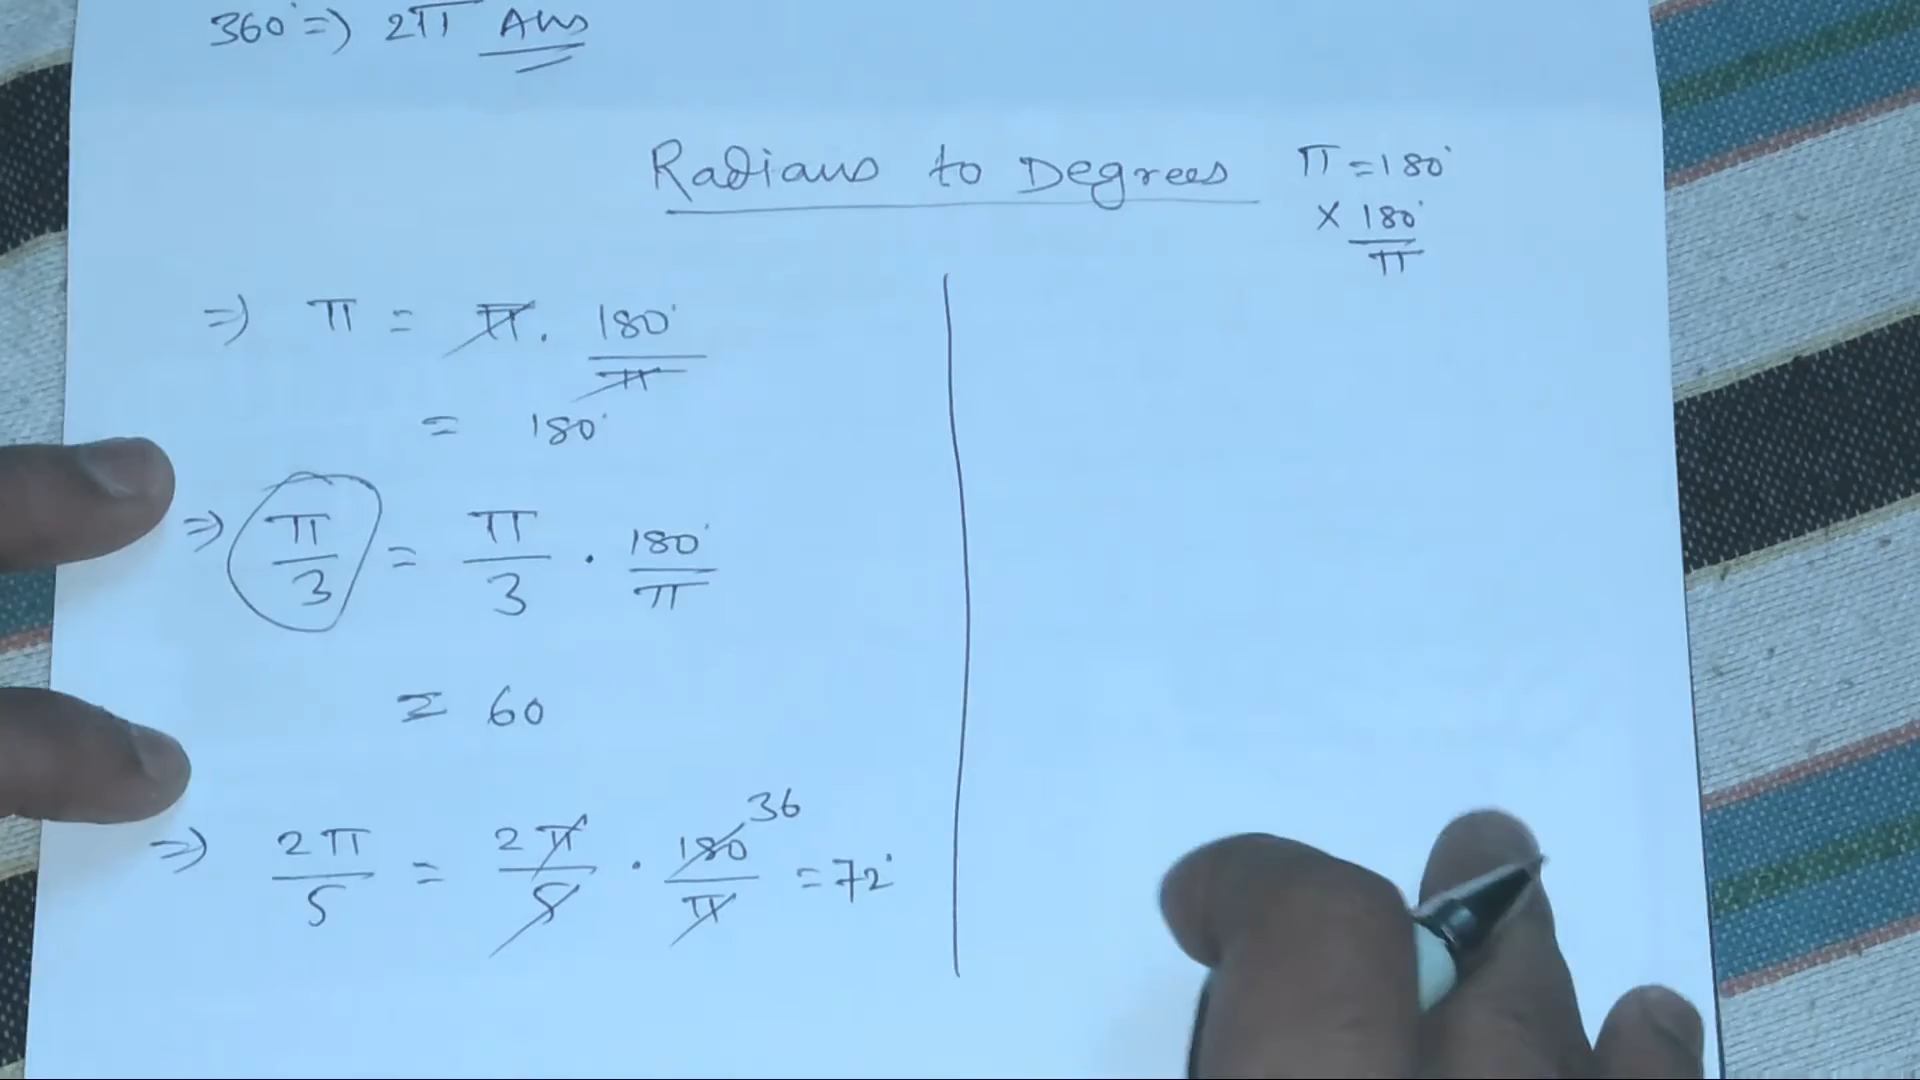 360° => 2π Ans
Radians to Degrees
π = 180°
× 180°/π
=> π = π . 180°/π
= 180°
=> π/3 = π/3 . 180°/π
= 60
=> 2π/5 = 2π/5 . 180/π 36 = 72°